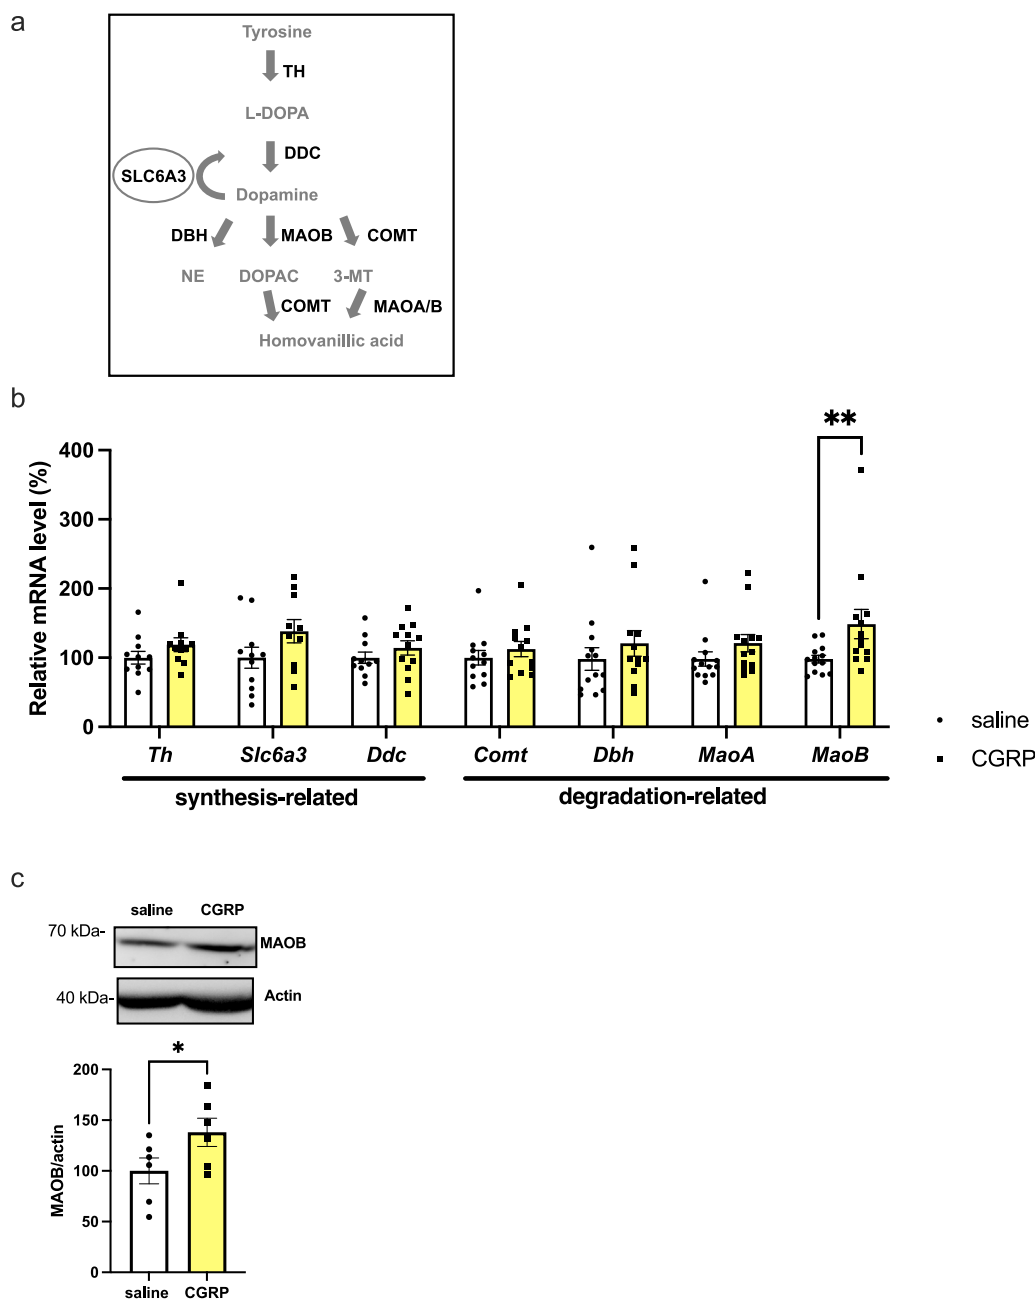 a
Tyrosine
TH
L-DOPA
DDC
SLC6A3
Dopamine
DBH MAOB COMT
NE DOPAC 3-MT
COMT MAOA/B
Homovanillic acid
b
**
Relative mRNA level (%)
400
300
200
100
0
Th Slc6a3 Ddc Comt Dbh MaoA MaoB
synthesis-related degradation-related
saline
CGRP
c
saline CGRP
70 kDa- MAOB
40 kDa- Actin
*
MAOB/actin
200
150
100
50
0
saline CGRP